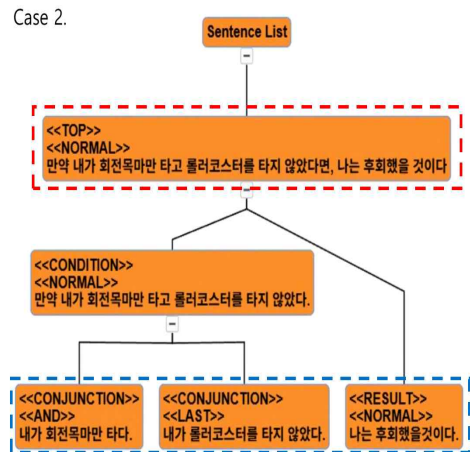 Case 2.
Sentence List
<<TOP>>
<<NORMAL>>
만약 내가 회전목마만 타고 롤러코스터를 타지 않았다면, 나는 후회했을 것이다
<<CONDITION>>
<<NORMAL>>
만약 내가 회전목마만 타고 롤러코스터를 타지 않았다.
<<CONJUNCTION>>
<<AND>>
내가 회전목마만 타다.
<<CONJUNCTION>>
<<LAST>>
내가 롤러코스터를 타지 않았다.
<<RESULT>>
<<NORMAL>>
나는 후회했을것이다.